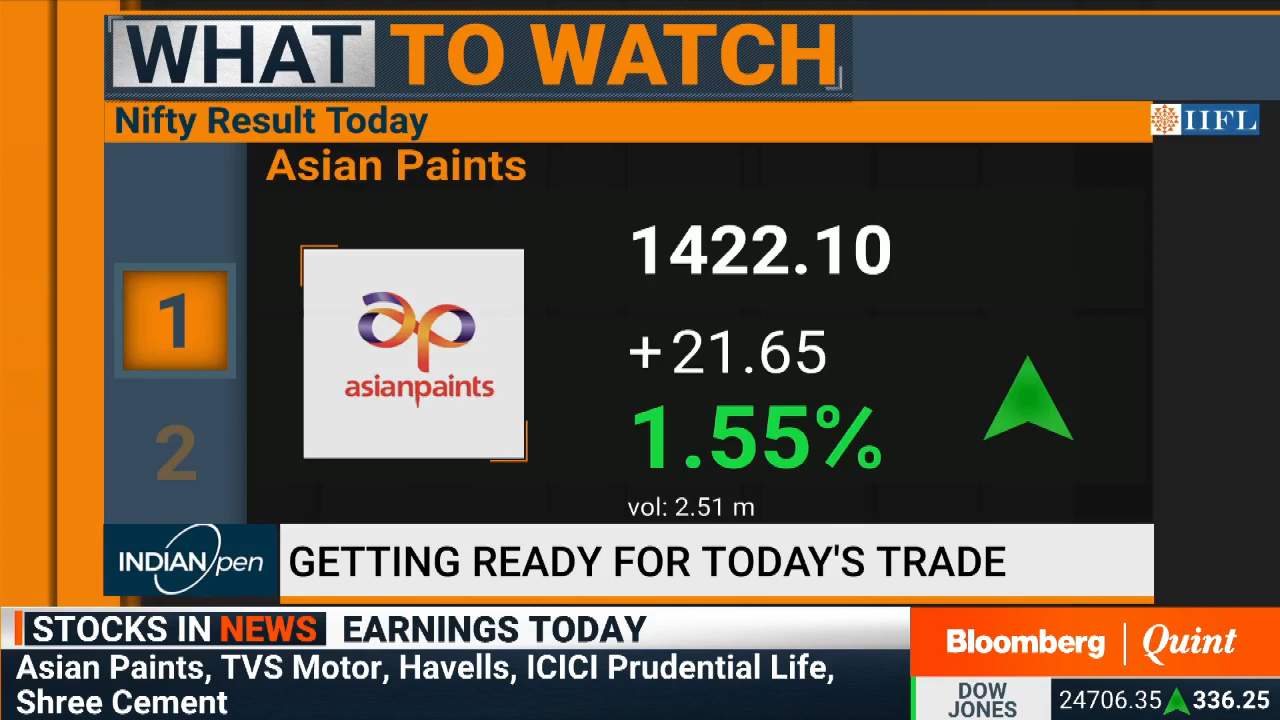 WHAT TO WATCH
Nifty Result Today
IIFL
Asian Paints
1422.10
asianpaints
+21.65
1.55%
vol: 2.51 m
1
2
INDIAN Open
GETTING READY FOR TODAY'S TRADE
STOCKS IN NEWS EARNINGS TODAY
Asian Paints, TVS Motor, Havells, ICICI Prudential Life,
Shree Cement
Bloomberg | Quint
DOW
JONES
24706.35 336.25